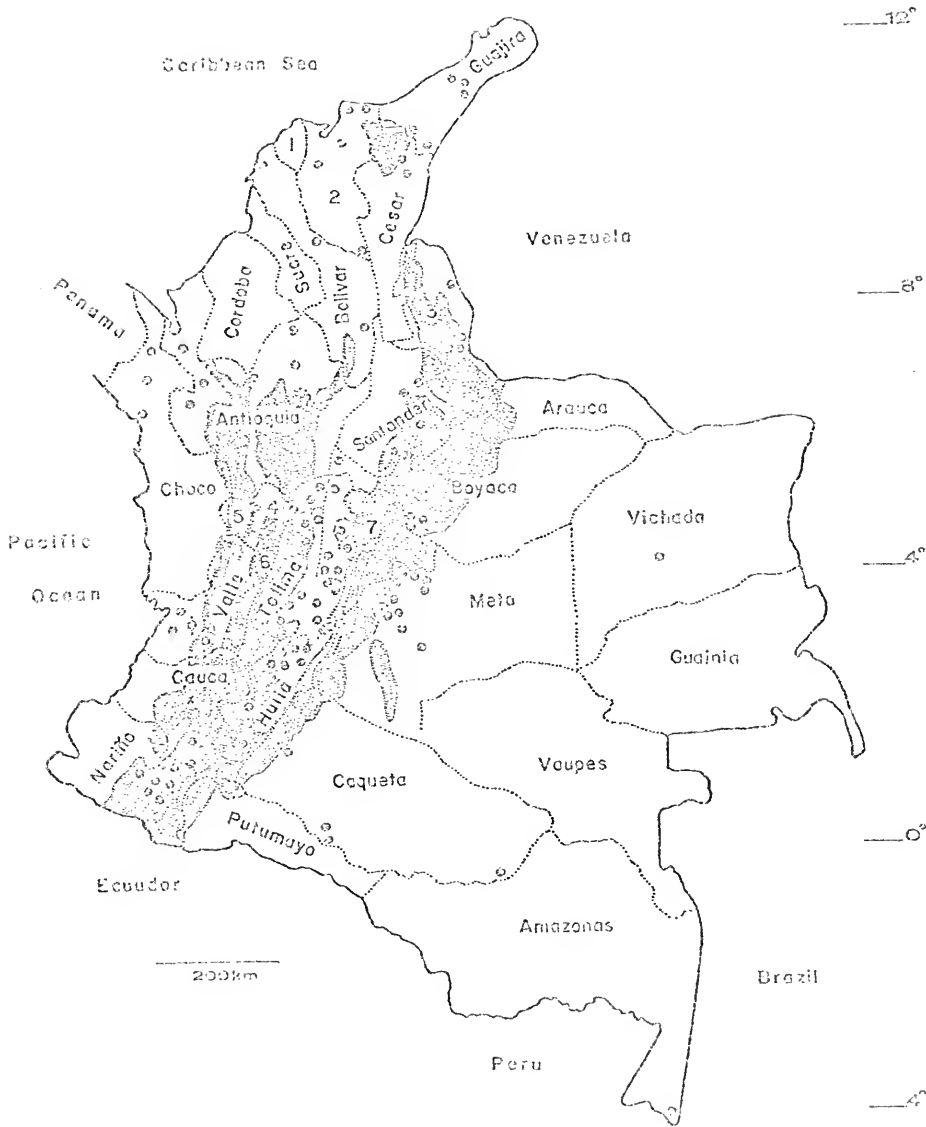 12°
Caribbean Sea
Guajira
1
2
Cesar
Venezuela
Sucre
Bolivar
Cordoba
8°
Panama
3
Antioquia
Santander
Arauca
Choco
Boyaca
5
7
Vichada
Pacific
Ocean
4°
6
Valle
Tolima
Meta
Guainia
Cauca
Huila
Nariño
Caqueta
Vaupes
Putumayo
0°
Ecuador
Amazonas
200km
Brazil
Peru
4°